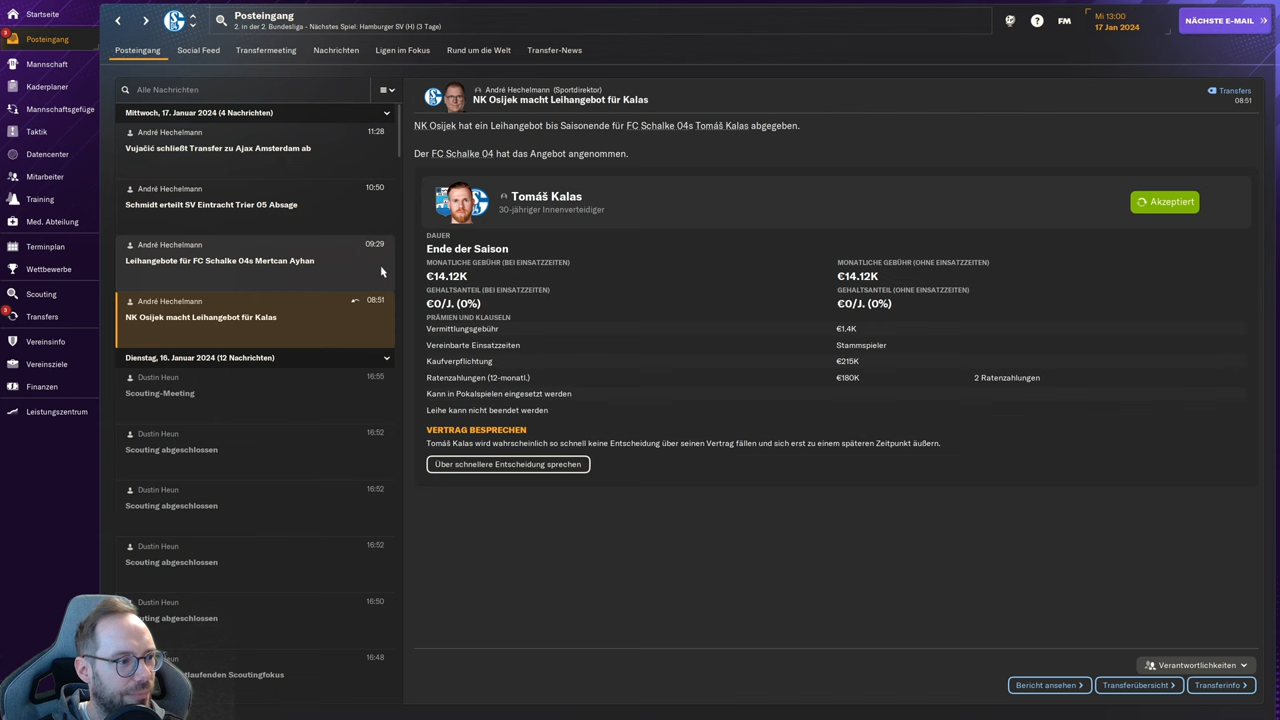 Startseite
3
Posteingang
Mannschaft
Kaderplaner
Mannschaftsgefüge
Taktik
Datencenter
Mitarbeiter
Training
Med. Abteilung
Terminplan
Wettbewerbe
Scouting
3
Transfers
Vereinsinfo
Vereinsziele
Finanzen
Leistungszentrum
Posteingang
2. in der 2. Bundesliga - Nächstes Spiel: Hamburger SV (H) (3 Tage)
?
FM
Mi 13:00
17 Jan 2024
NÄCHSTE E-MAIL
Posteingang
Social Feed
Transfermeeting
Nachrichten
Ligen im Fokus
Rund um die Welt
Transfer-News
Alle Nachrichten
Mittwoch, 17. Januar 2024 (4 Nachrichten)
André Hechelmann
11:28
Vujačić schließt Transfer zu Ajax Amsterdam ab
André Hechelmann
10:50
Schmidt erteilt SV Eintracht Trier 05 Absage
André Hechelmann
09:29
Leihangebote für FC Schalke 04s Mertcan Ayhan
André Hechelmann
08:51
NK Osijek macht Leihangebot für Kalas
Dienstag, 16. Januar 2024 (12 Nachrichten)
Dustin Heun
16:55
Scouting-Meeting
Dustin Heun
16:52
Scouting abgeschlossen
Dustin Heun
16:52
Scouting abgeschlossen
Dustin Heun
16:52
Scouting abgeschlossen
Dustin Heun
16:50
uting abgeschlossen
eun
16:48
tlaufenden Scoutingfokus
André Hechelmann (Sportdirektor)
NK Osijek macht Leihangebot für Kalas
Transfers
08:51
NK Osijek hat ein Leihangebot bis Saisonende für FC Schalke 04s Tomáš Kalas abgegeben.
Der FC Schalke 04 hat das Angebot angenommen.
Tomáš Kalas
30-jähriger Innenverteidiger
Akzeptiert
DAUER
Ende der Saison
MONATLICHE GEBÜHR (BEI EINSATZZEITEN)
MONATLICHE GEBÜHR (OHNE EINSATZZEITEN)
€14.12K
€14.12K
GEHALTSANTEIL (BEI EINSATZZEITEN)
GEHALTSANTEIL (OHNE EINSATZZEITEN)
€0/J. (0%)
€0/J. (0%)
PRÄMIEN UND KLAUSELN
Vermittlungsgebühr €1.4K
Vereinbarte Einsatzzeiten Stammspieler
Kaufverpflichtung €215K
Ratenzahlungen (12-monatl.) €180K 2 Ratenzahlungen
Kann in Pokalspielen eingesetzt werden
Leihe kann nicht beendet werden
VERTRAG BESPRECHEN
Tomáš Kalas wird wahrscheinlich so schnell keine Entscheidung über seinen Vertrag fällen und sich erst zu einem späteren Zeitpunkt äußern.
Über schnellere Entscheidung sprechen
Verantwortlichkeiten
Bericht ansehen
Transferübersicht
Transferinfo